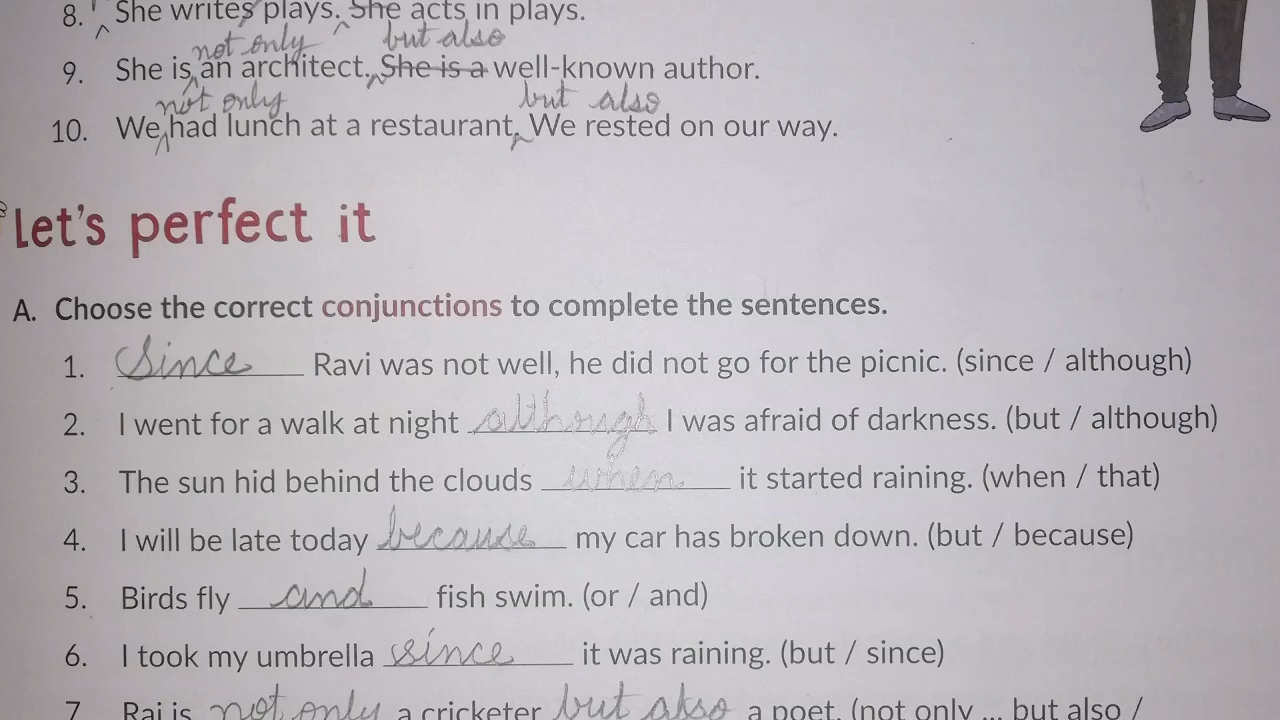 8. She writes plays. She acts in plays.
not only but also
9. She is an architect. She is a well-known author.
not only but also
10. We had lunch at a restaurant, We rested on our way.
Let's perfect it
A. Choose the correct conjunctions to complete the sentences.
1. Since Ravi was not well, he did not go for the picnic. (since / although)
2. I went for a walk at night although I was afraid of darkness. (but / although)
3. The sun hid behind the clouds when it started raining. (when / that)
4. I will be late today because my car has broken down. (but / because)
5. Birds fly and fish swim. (or / and)
6. I took my umbrella since it was raining. (but / since)
7. Raj is not only a cricketer but also a poet. (not only ... but also /